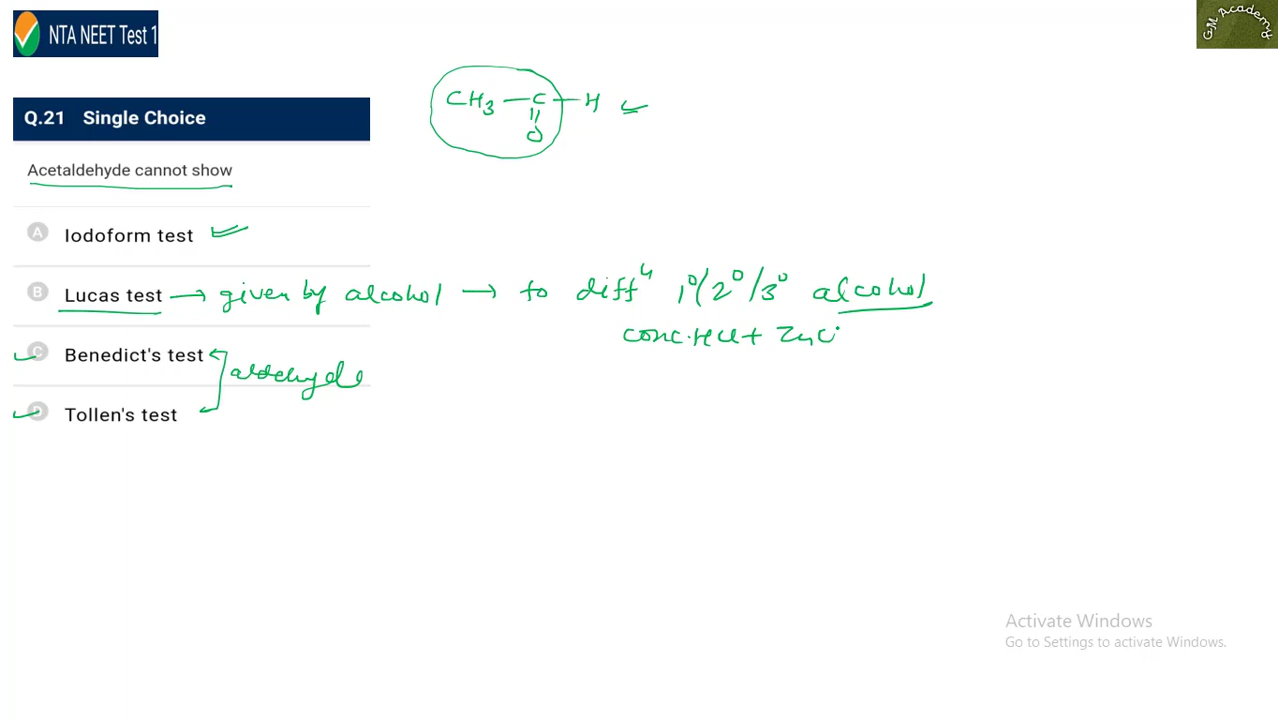 NTA NEET Test 1
GM Academy
CH3 — C — H
O
Q.21 Single Choice
Acetaldehyde cannot show
A Iodoform test
B Lucas test → given by alcohol → to diff 1°/2°/3° alcohol
conc. HCl + ZnCl
C Benedict's test
aldehyde
D Tollen's test
Activate Windows
Go to Settings to activate Windows.